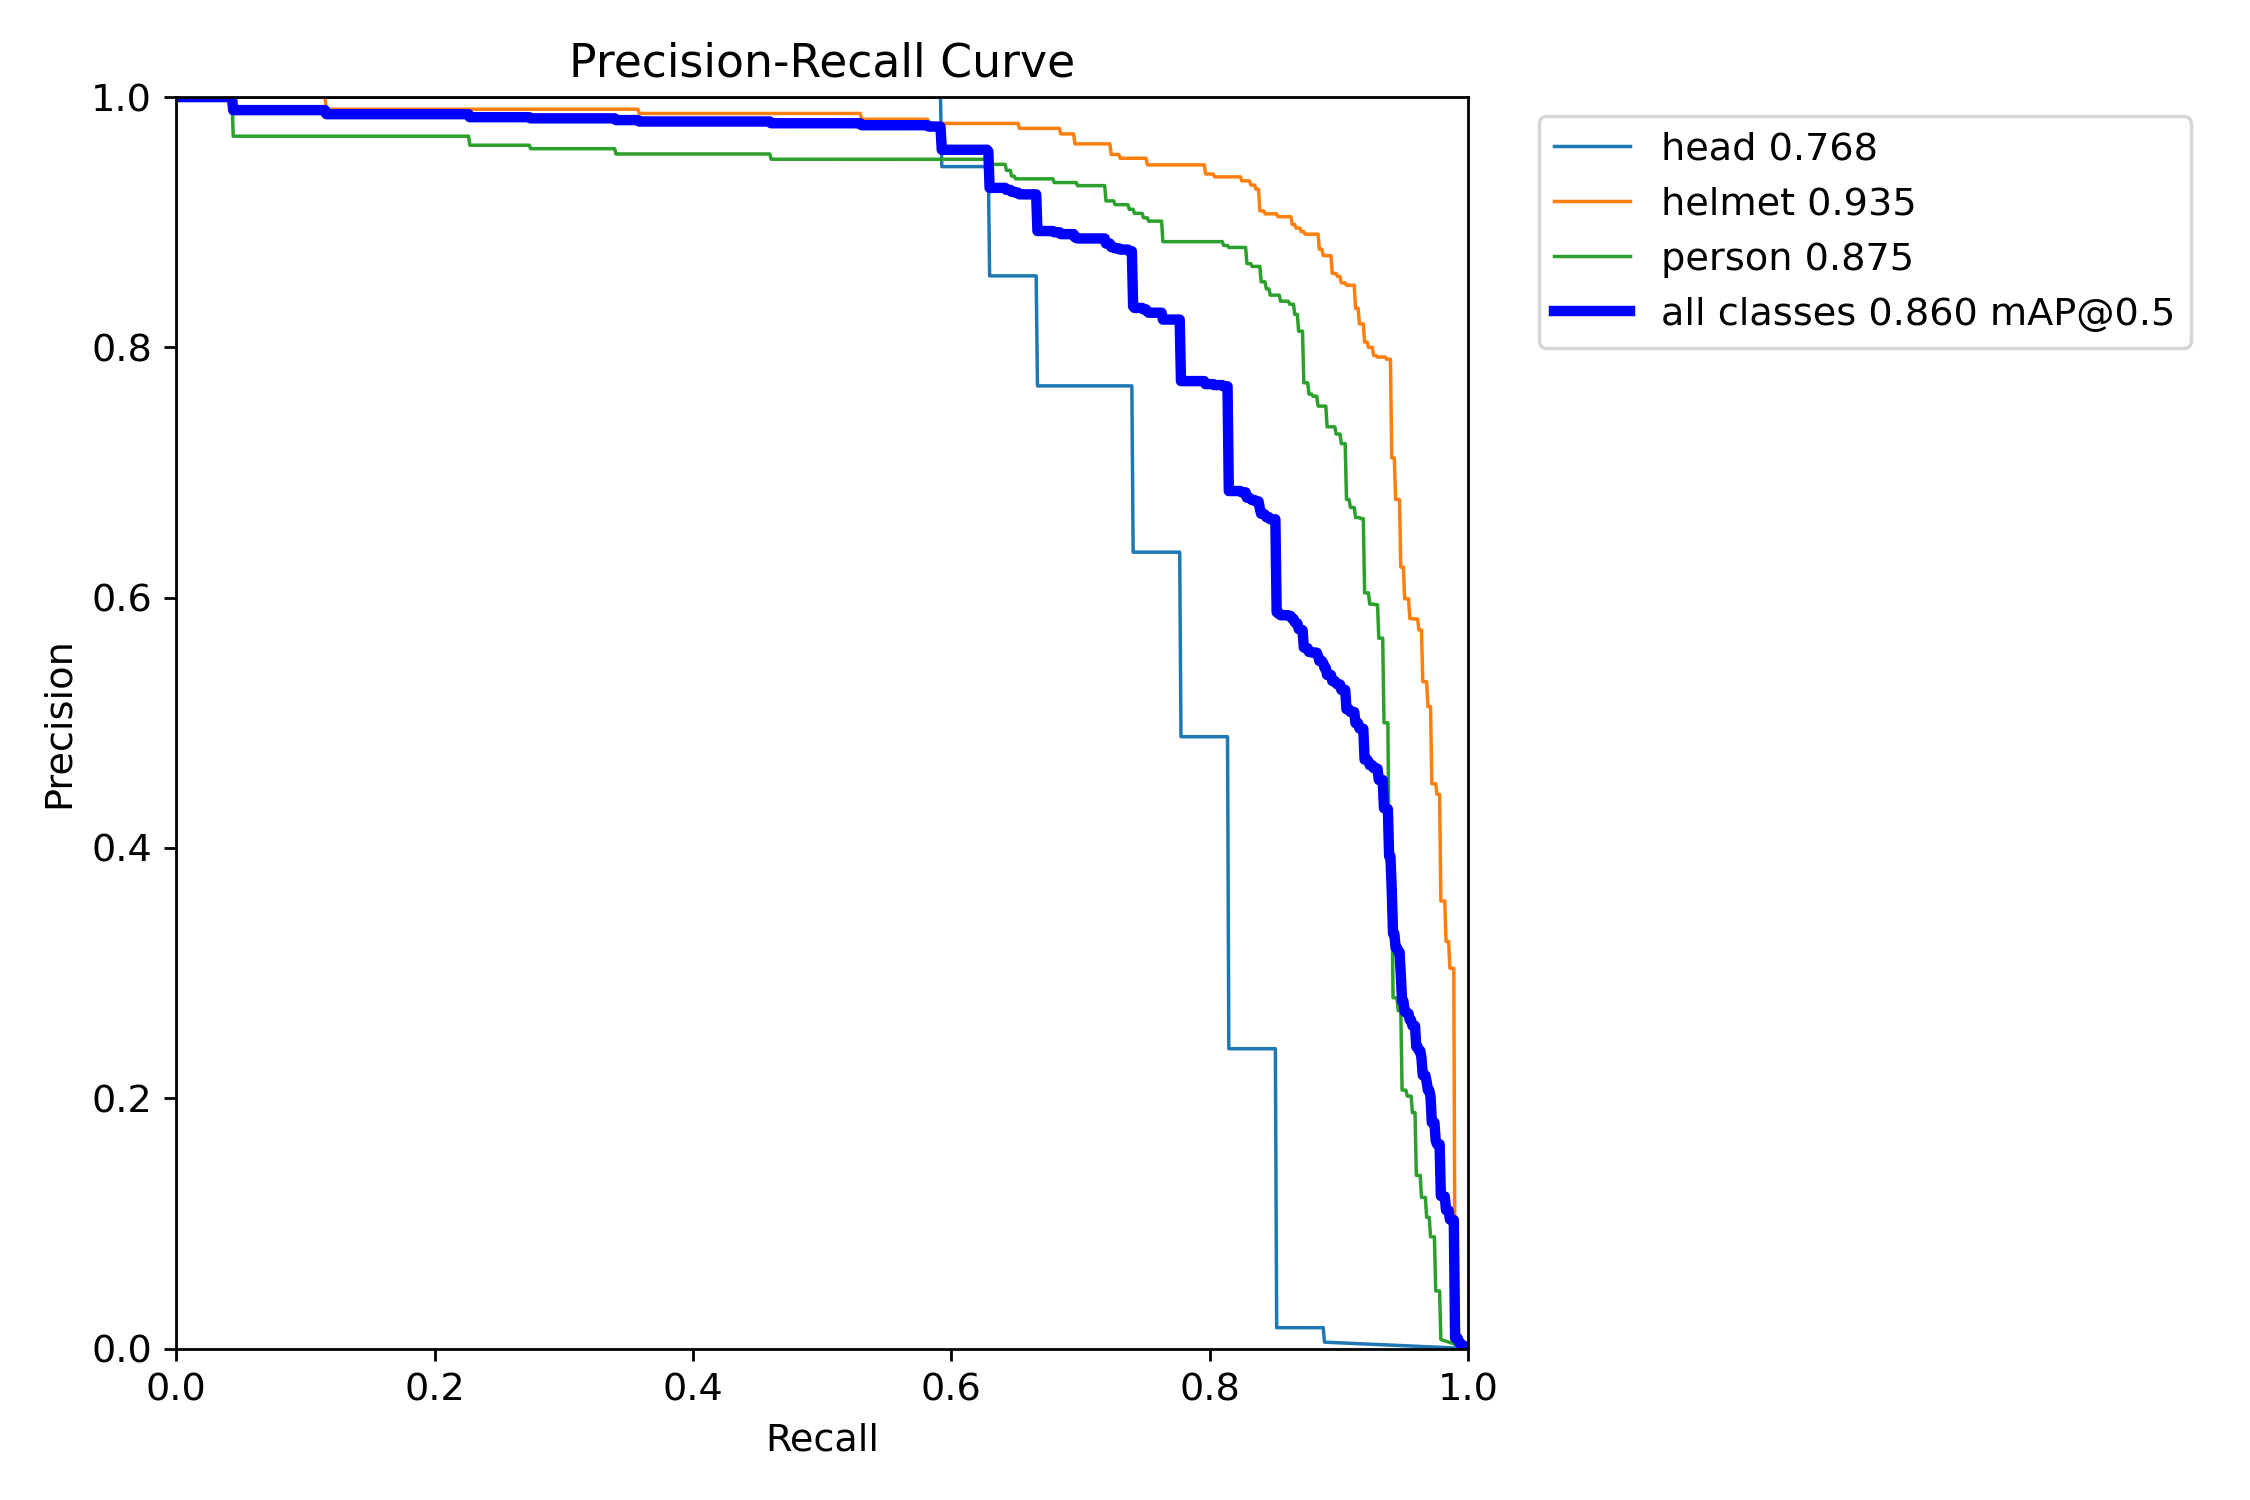 Precision-Recall Curve
1.0
0.8
0.6
0.4
0.2
0.0
Precision
0.0 0.2 0.4 0.6 0.8 1.0
Recall
head 0.768
helmet 0.935
person 0.875
all classes 0.860 mAP@0.5